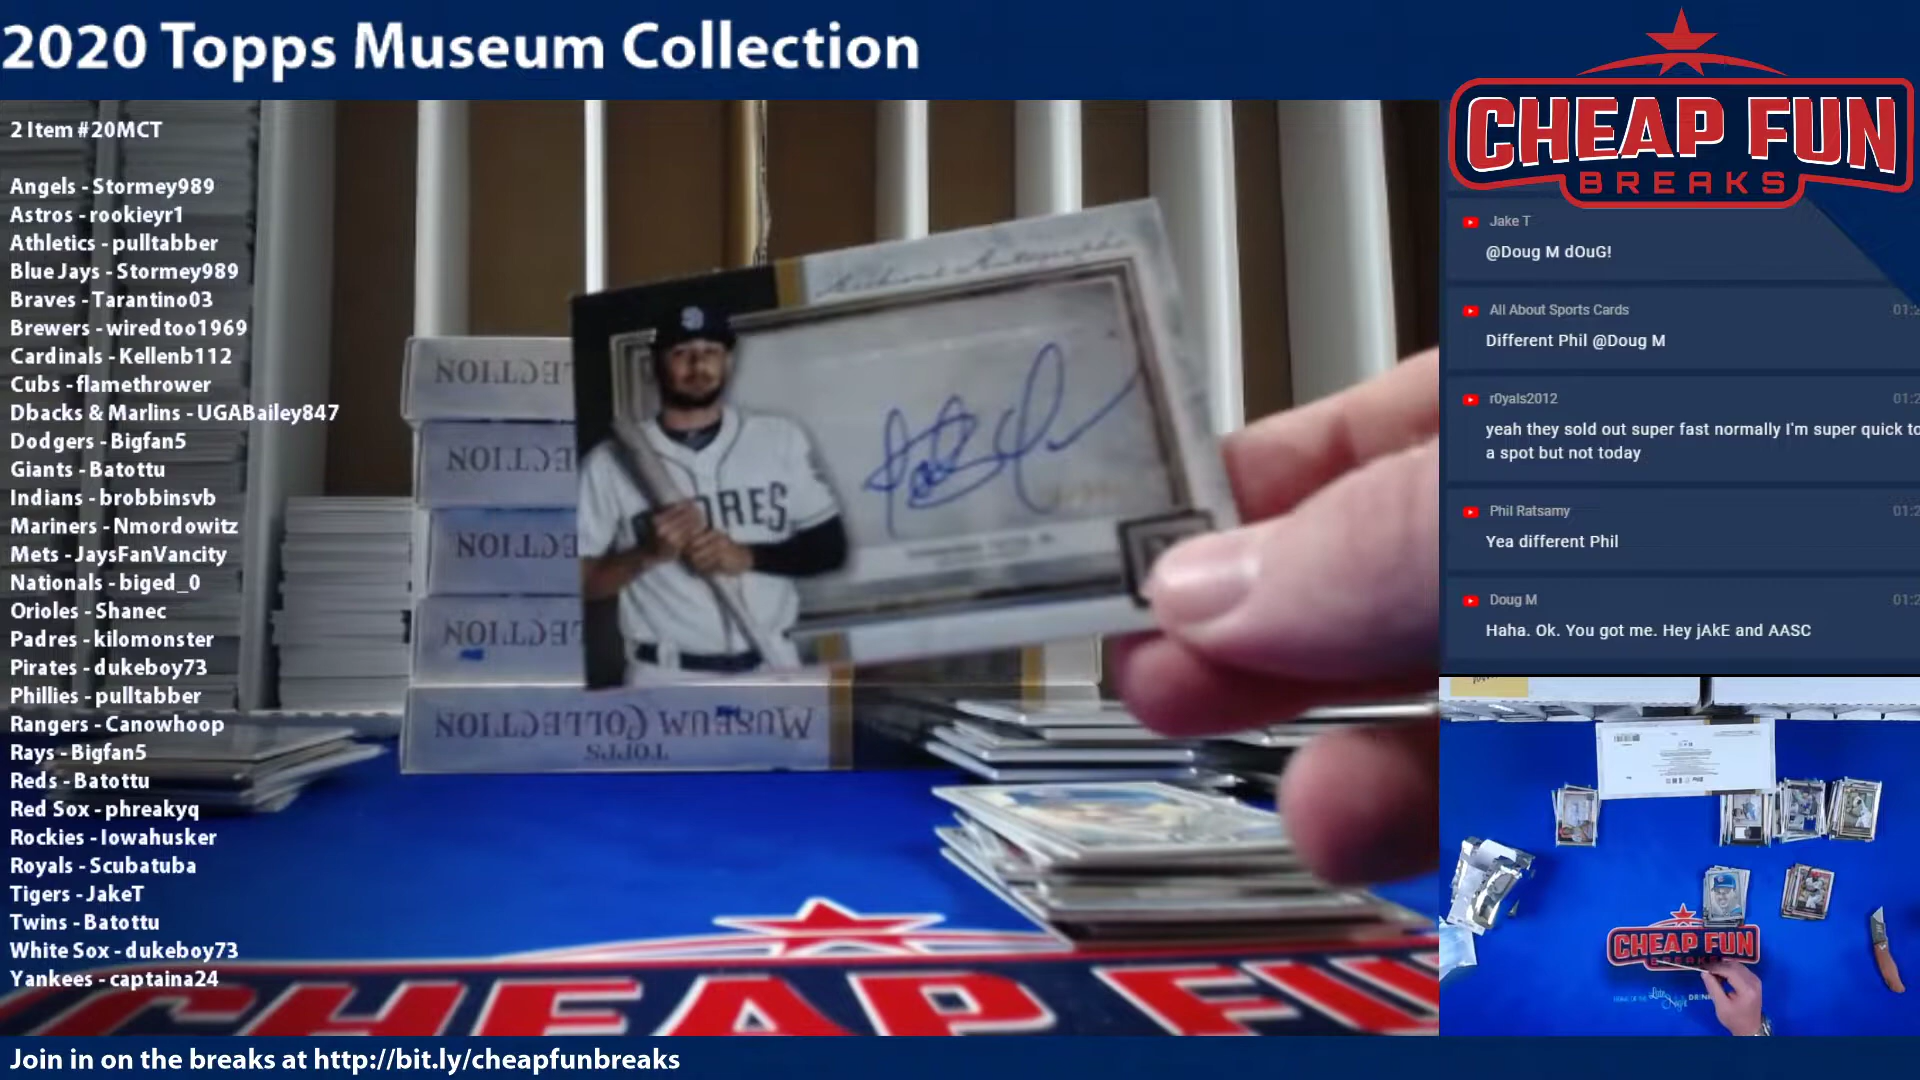 2020 Topps Museum Collection
2 Item #20MCT
Angels - Stormey989
Astros - rookieyr1
Athletics - pulltabber
Blue Jays - Stormey989
Braves - Tarantino03
Brewers - wiredtoo1969
Cardinals - Kellenb112
Cubs - flamethrower
Dbacks & Marlins - UGABailey847
Dodgers - Bigfan5
Giants - Batottu
Indians - brobbinsvb
Mariners - Nmordowitz
Mets - JaysFanVancity
Nationals - biged_0
Orioles - Shanec
Padres - kilomonster
Pirates - dukeboy73
Phillies - pulltabber
Rangers - Canowhoop
Rays - Bigfan5
Reds - Batottu
Red Sox - phreakyq
Rockies - Iowahusker
Royals - Scubatuba
Tigers - JakeT
Twins - Batottu
White Sox - dukeboy73
Yankees - captaina24
DRES
MUSEUM COLLECTION
TOPPS
CHEAP FU
CHEAP FUN
BREAKS
Jake T
@Doug M dOuG!
All About Sports Cards
Different Phil @Doug M
r0yals2012
yeah they sold out super fast normally I'm super quick to
a spot but not today
Phil Ratsamy
Yea different Phil
Doug M
Haha. Ok. You got me. Hey jAkE and AASC
CHEAP FUN
BREAKS
Join in on the breaks at http://bit.ly/cheapfunbreaks